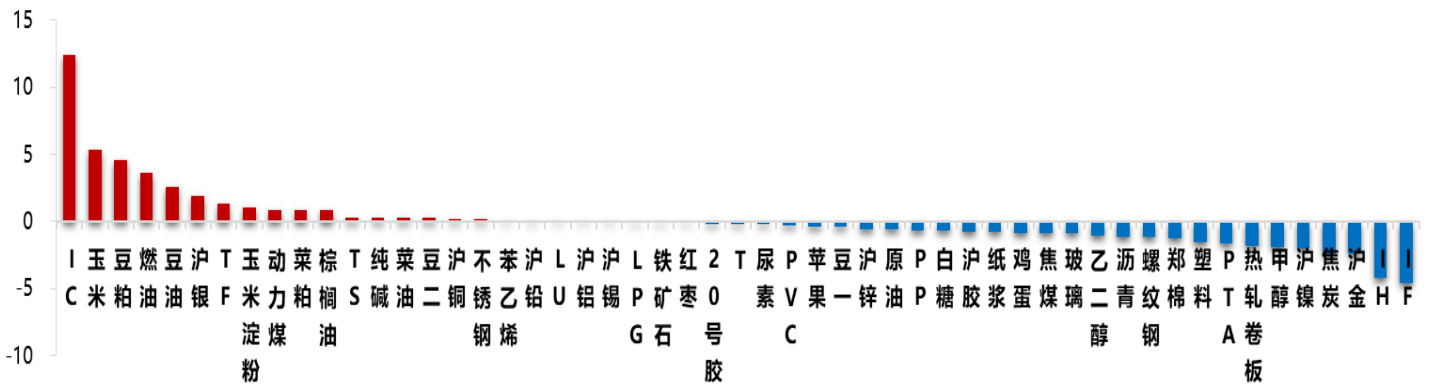 15
10
5
0
-5
-10
IC
玉米
豆粕
燃油
豆油
沪银
TF
玉米淀粉
动力煤
菜粕
棕榈油
TS
纯碱
菜油
豆二
沪铜
不锈钢
苯乙烯
沪铅
LU
沪铝
沪锡
LPG
铁矿石
红枣
20号胶
T
尿素
PVC
苹果
豆一
沪锌
原油
PP
白糖
沪胶
纸浆
鸡蛋
焦煤
玻璃
乙二醇
沥青
螺纹钢
郑棉
塑料
PTA
热轧卷板
甲醇
沪镍
焦炭
沪金
IH
IF